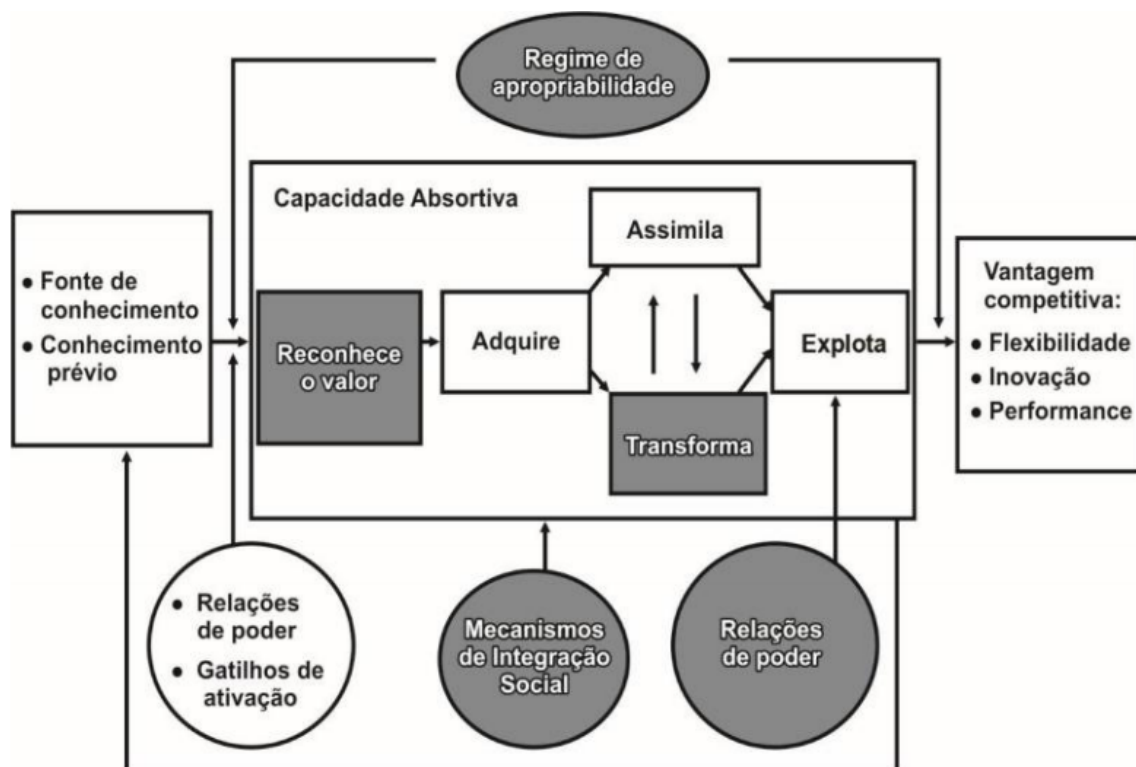 Regime de
apropriabilidade
Capacidade Absortiva
● Fonte de
conhecimento
● Conhecimento
prévio
Reconhece
o valor
Adquire
Assimila
Transforma
Explota
Vantagem
competitiva:
● Flexibilidade
● Inovação
● Performance
● Relações
de poder
● Gatilhos de
ativação
Mecanismos
de Integração
Social
Relações
de poder